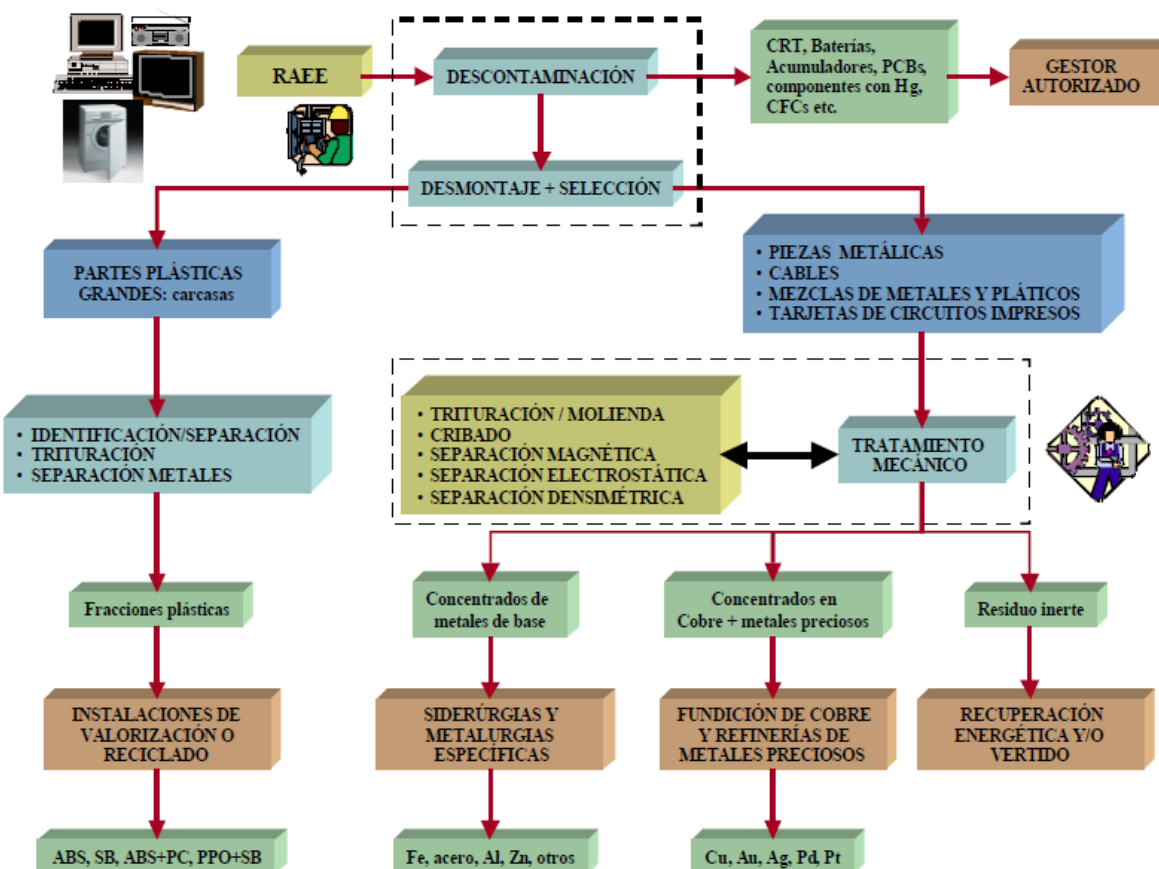 RAEE
DESCONTAMINACIÓN
CRT, Baterías,
Acumuladores, PCBs,
componentes con Hg,
CFCs etc.
GESTOR
AUTORIZADO
DESMONTAJE + SELECCIÓN
PARTES PLÁSTICAS
GRANDES: carcasas
• PIEZAS METÁLICAS
• CABLES
• MEZCLAS DE METALES Y PLÁTICOS
• TARJETAS DE CIRCUITOS IMPRESOS
• IDENTIFICACIÓN/SEPARACIÓN
• TRITURACIÓN
• SEPARACIÓN METALES
• TRITURACIÓN / MOLIENDA
• CRIBADO
• SEPARACIÓN MAGNÉTICA
• SEPARACIÓN ELECTROSTÁTICA
• SEPARACIÓN DENSIMÉTRICA
TRATAMIENTO
MECÁNICO
Fracciones plásticas
Concentrados de
metales de base
Concentrados en
Cobre + metales preciosos
Residuo inerte
INSTALACIONES DE
VALORIZACIÓN O
RECICLADO
SIDERÚRGIAS Y
METALURGIAS
ESPECÍFICAS
FUNDICIÓN DE COBRE
Y REFINERÍAS DE
METALES PRECIOSOS
RECUPERACIÓN
ENERGÉTICA Y/O
VERTIDO
ABS, SB, ABS+PC, PPO+SB
Fe, acero, Al, Zn, otros
Cu, Au, Ag, Pd, Pt